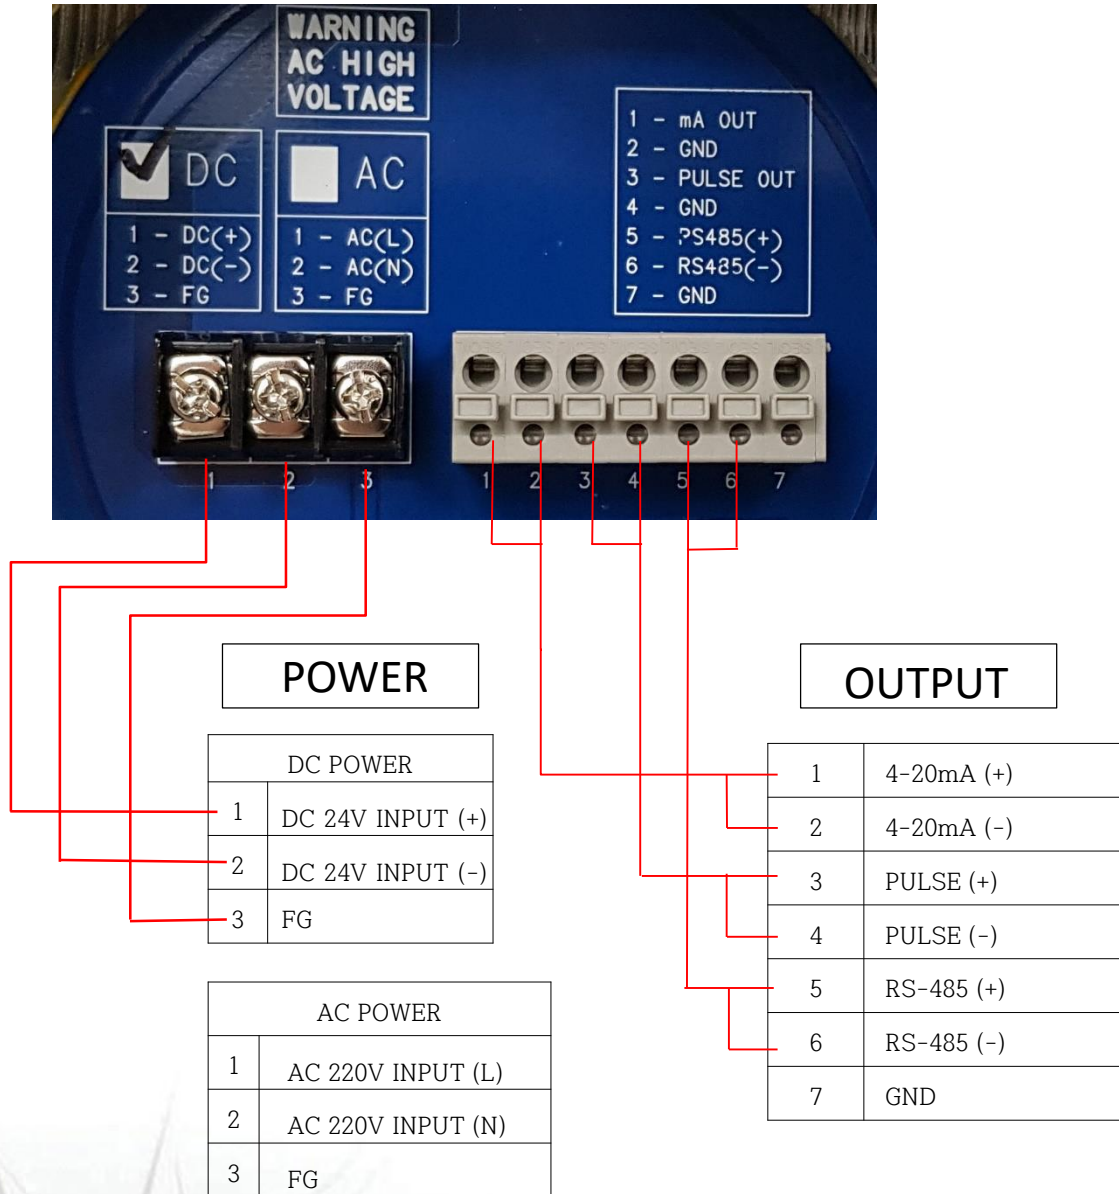 WARNING
AC HIGH
VOLTAGE
DC
1 - DC(+)
2 - DC(-)
3 - FG
AC
1 - AC(L)
2 - AC(N)
3 - FG
1 - mA OUT
2 - GND
3 - PULSE OUT
4 - GND
5 - RS485(+)
6 - RS485(-)
7 - GND
1 2 3
1 2 3 4 5 6 7
POWER
DC POWER
1 DC 24V INPUT (+)
2 DC 24V INPUT (-)
3 FG
AC POWER
1 AC 220V INPUT (L)
2 AC 220V INPUT (N)
3 FG
OUTPUT
1 4-20mA (+)
2 4-20mA (-)
3 PULSE (+)
4 PULSE (-)
5 RS-485 (+)
6 RS-485 (-)
7 GND